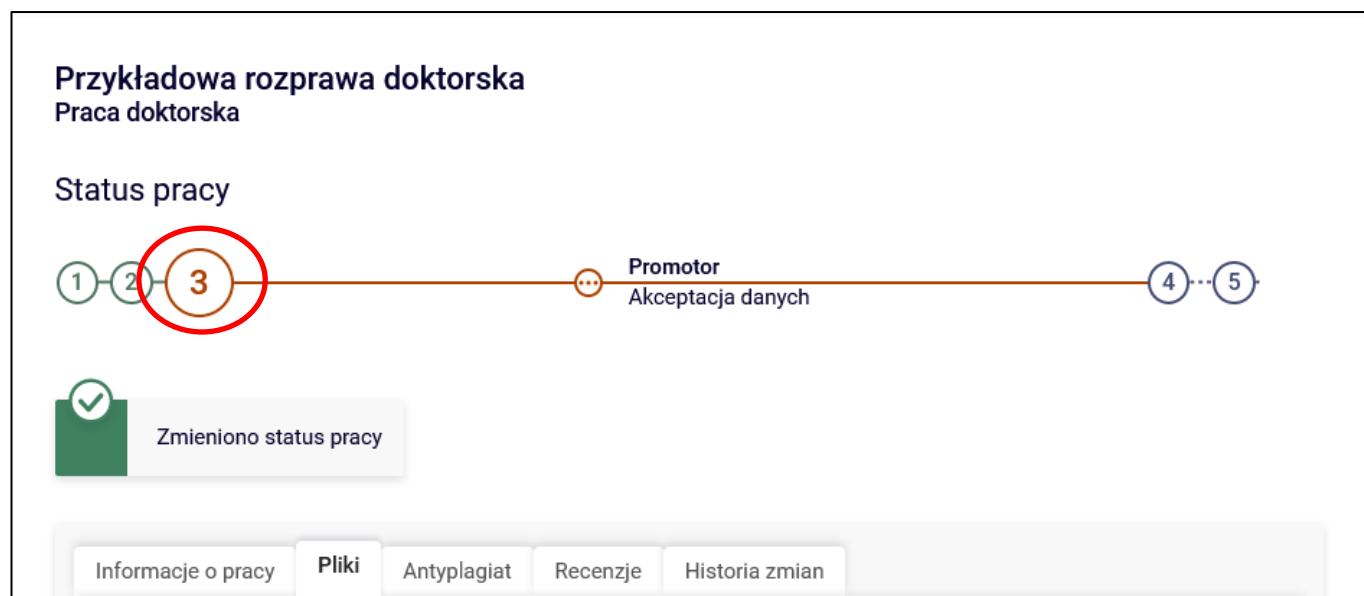 Przykładowa rozprawa doktorska
Praca doktorska
Status pracy
1 2 3 Promotor 4 5
Akceptacja danych
Zmieniono status pracy
Informacje o pracy Pliki Antyplagiat Recenzje Historia zmian